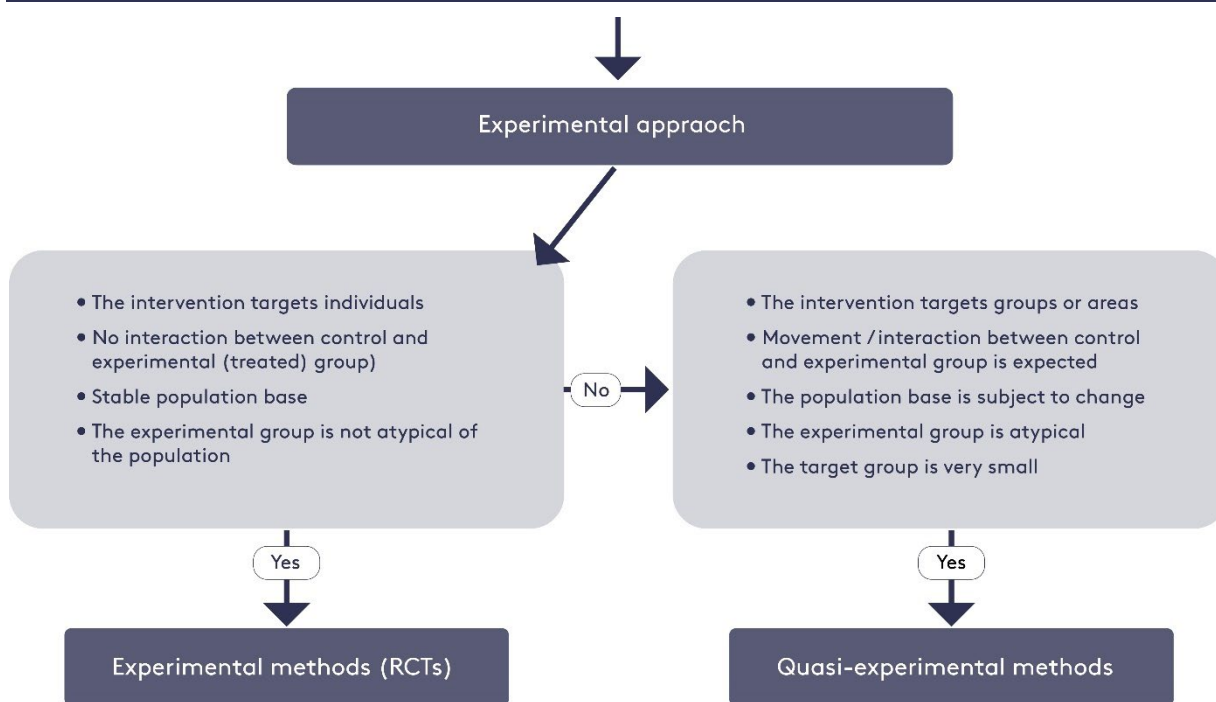 Experimental appraoch
• The intervention targets individuals
• No interaction between control and
experimental (treated) group)
• Stable population base
• The experimental group is not atypical of
the population
No
• The intervention targets groups or areas
• Movement / interaction between control
and experimental group is expected
• The population base is subject to change
• The experimental group is atypical
• The target group is very small
Yes
Yes
Experimental methods (RCTs)
Quasi-experimental methods